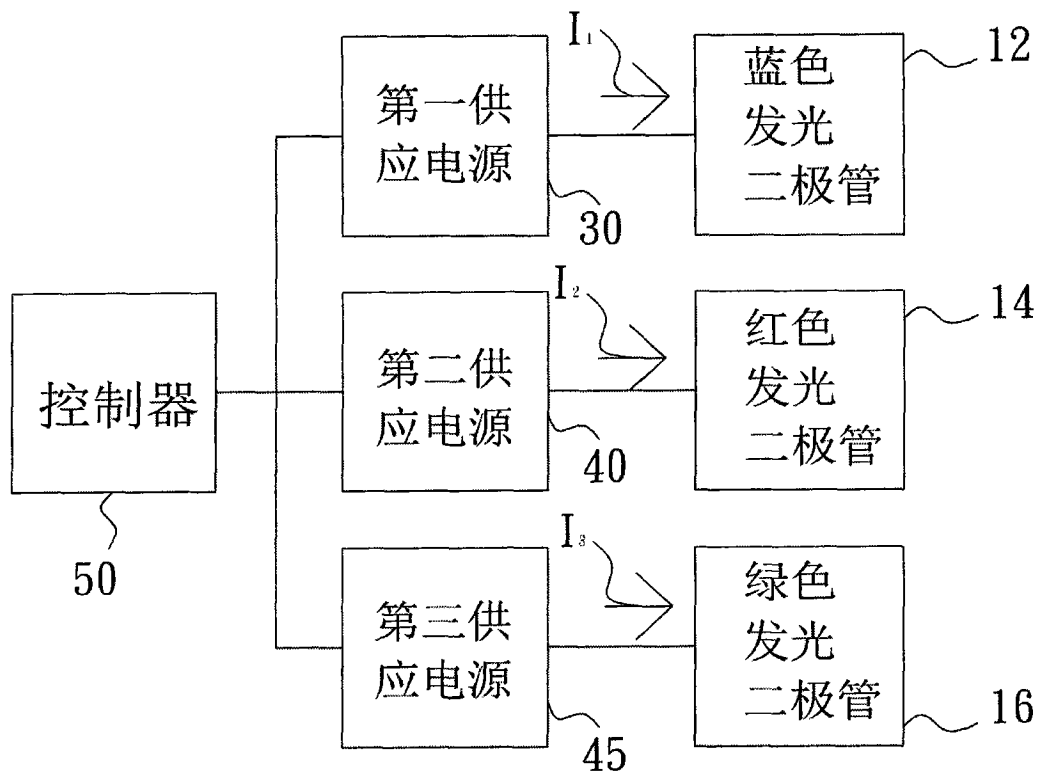 I₁
12
第一供
应电源
蓝色
发光
二极管
30
I₂
14
控制器
第二供
应电源
红色
发光
二极管
40
50
I₃
第三供
应电源
绿色
发光
二极管
45
16